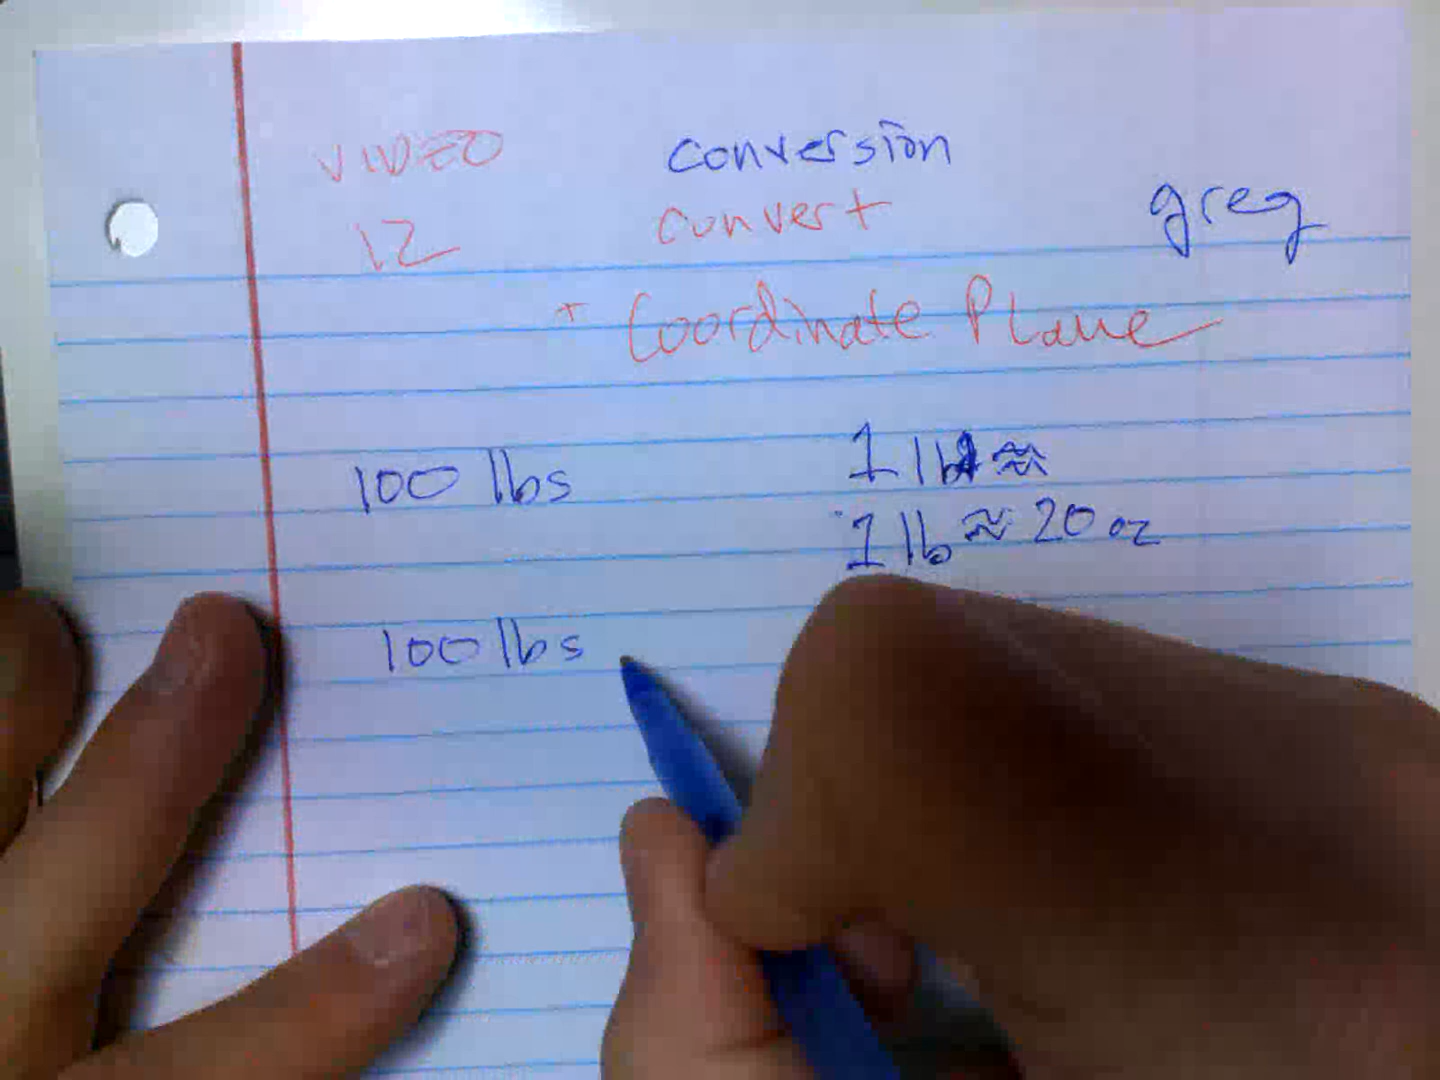 VIDEO
12
conversion
convert
greg
+ Coordinate Plane
100 lbs
1 lb ≈
1 lb ≈ 20 oz
100 lbs